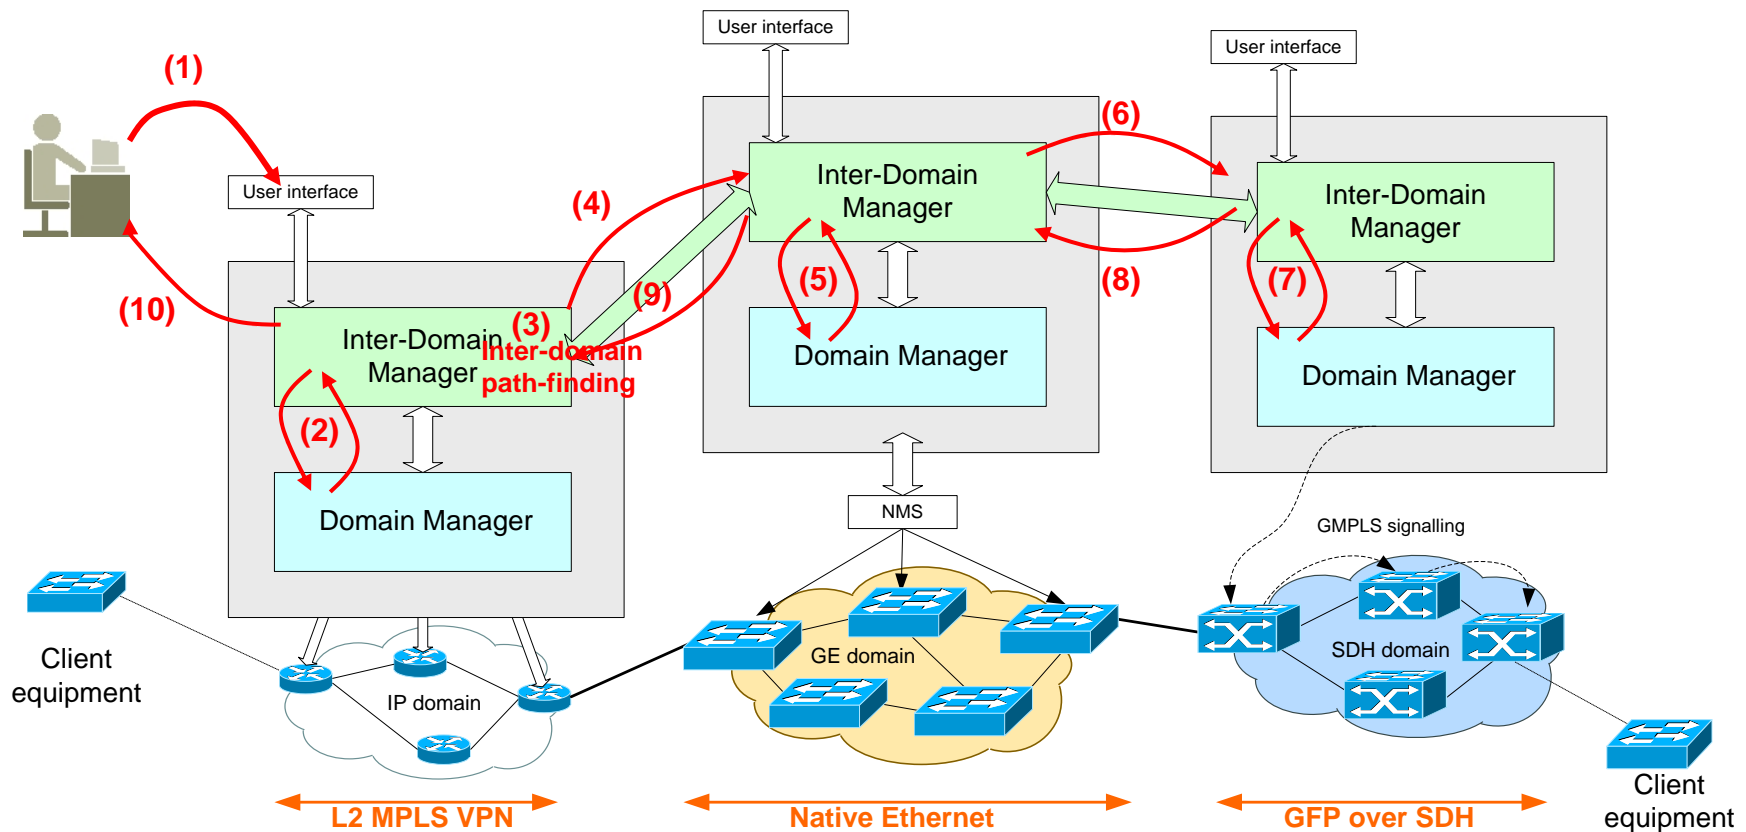 User interface
User interface
User interface
(1)
(6)
(4)
Inter-Domain
Manager
Inter-Domain
Manager
(5)
(8)
(7)
(9)
(10)
(3)
Inter-domain
path-finding
Inter-Domain
Manager
Domain Manager
Domain Manager
(2)
Domain Manager
NMS
GMPLS signalling
Client
equipment
IP domain
GE domain
SDH domain
Client
equipment
L2 MPLS VPN
Native Ethernet
GFP over SDH